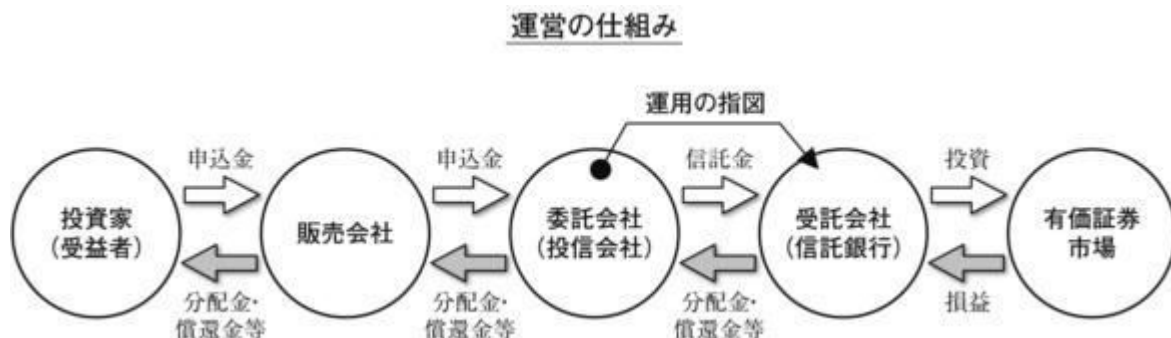 運営の仕組み
運用の指図
申込金
申込金
信託金
投資
投資家
(受益者)
販売会社
委託会社
(投信会社)
受託会社
(信託銀行)
有価証券
市場
分配金・
償還金等
分配金・
償還金等
分配金・
償還金等
損益